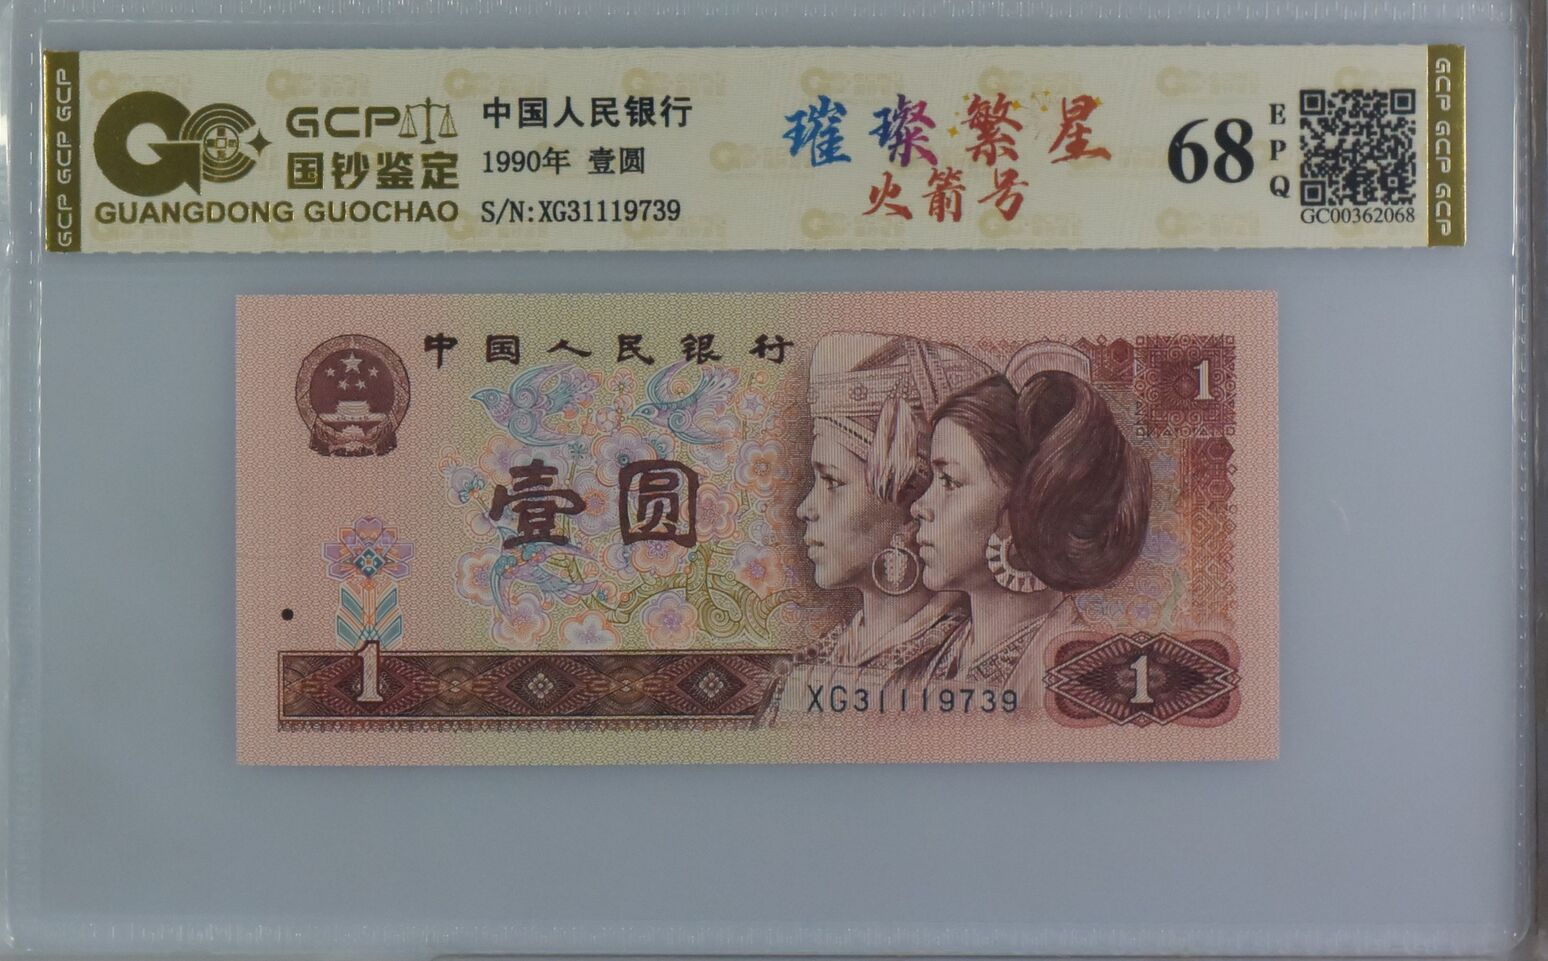 GCP GCP GCP
GCP
国钞鉴定
GUANGDONG GUOCHAO
中国人民银行
1990年 壹圆
S/N:XG31119739
璀璨繁星
火箭号
68
EPQ
GC00362068
GCP GCP GCP
中国人民银行
1
壹圆
1
XG31119739
1